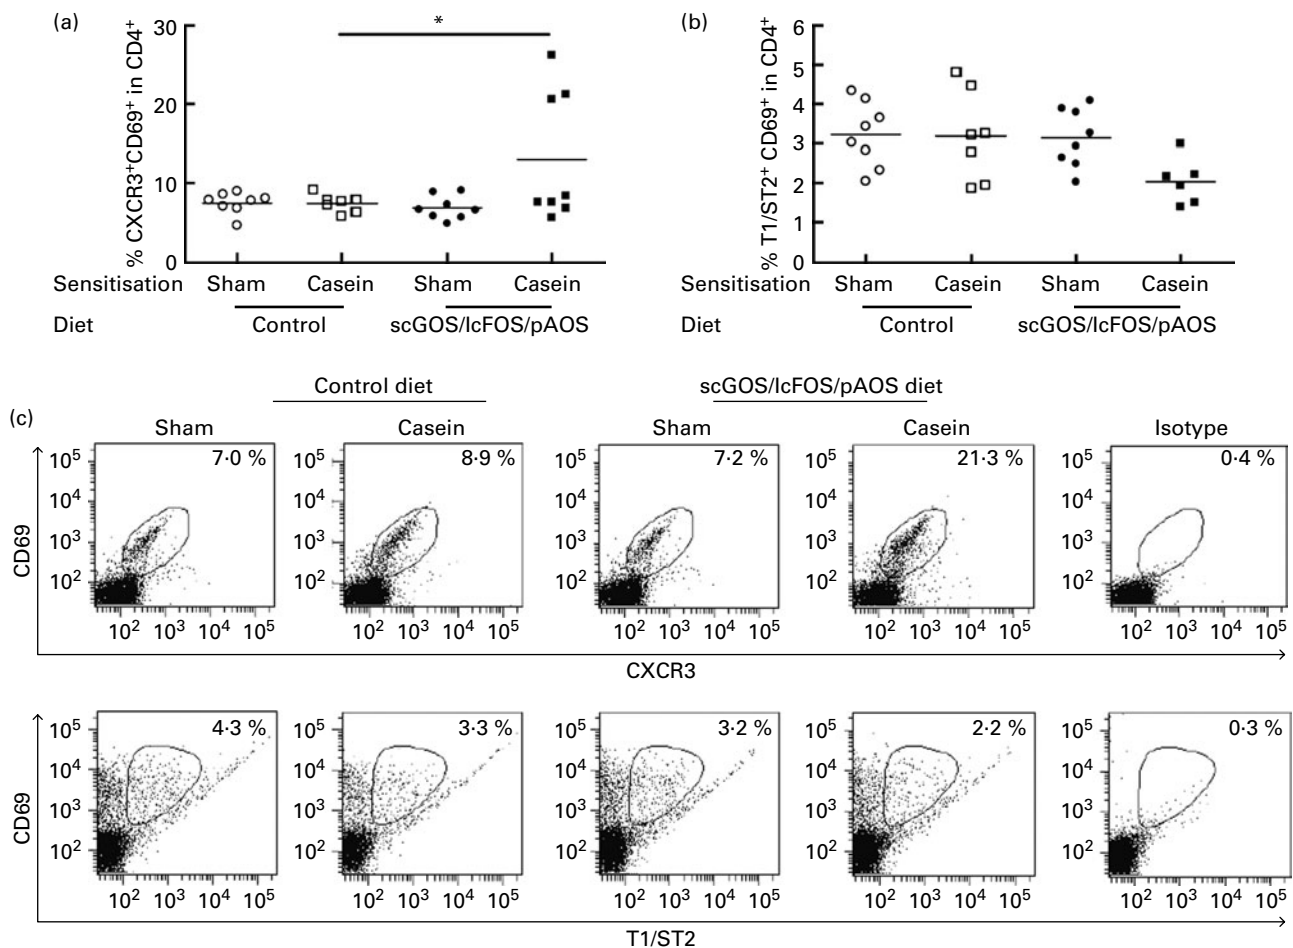 (a)
% CXCR3⁺CD69⁺ in CD4⁺
30
20
10
0
*
Sensitisation Sham Casein Sham Casein
Diet Control scGOS/lcFOS/pAOS
(b)
% T1/ST2⁺ CD69⁺ in CD4⁺
6
5
4
3
2
1
0
Sensitisation Sham Casein Sham Casein
Diet Control scGOS/lcFOS/pAOS
(c)
Control diet scGOS/lcFOS/pAOS diet
Sham Casein Sham Casein Isotype
7·0 % 8·9 % 7·2 % 21·3 % 0·4 %
10⁵ 10⁵ 10⁵ 10⁵ 10⁵
10⁴ 10⁴ 10⁴ 10⁴ 10⁴
10³ 10³ 10³ 10³ 10³
10² 10² 10² 10² 10²
CD69
10² 10³ 10⁴ 10⁵ 10² 10³ 10⁴ 10⁵ 10² 10³ 10⁴ 10⁵ 10² 10³ 10⁴ 10⁵ 10² 10³ 10⁴ 10⁵
CXCR3
4·3 % 3·3 % 3·2 % 2·2 % 0·3 %
10⁵ 10⁵ 10⁵ 10⁵ 10⁵
10⁴ 10⁴ 10⁴ 10⁴ 10⁴
10³ 10³ 10³ 10³ 10³
10² 10² 10² 10² 10²
CD69
10² 10³ 10⁴ 10⁵ 10² 10³ 10⁴ 10⁵ 10² 10³ 10⁴ 10⁵ 10² 10³ 10⁴ 10⁵ 10² 10³ 10⁴ 10⁵
T1/ST2